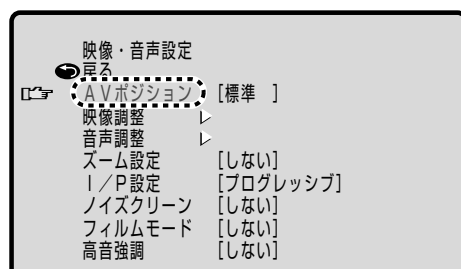 映像・音声設定
戻る
AVポジション [標準 ]
映像調整
音声調整
ズーム設定 [しない]
I/P設定 [プログレッシブ]
ノイズクリーン [しない]
フィルムモード [しない]
高音強調 [しない]